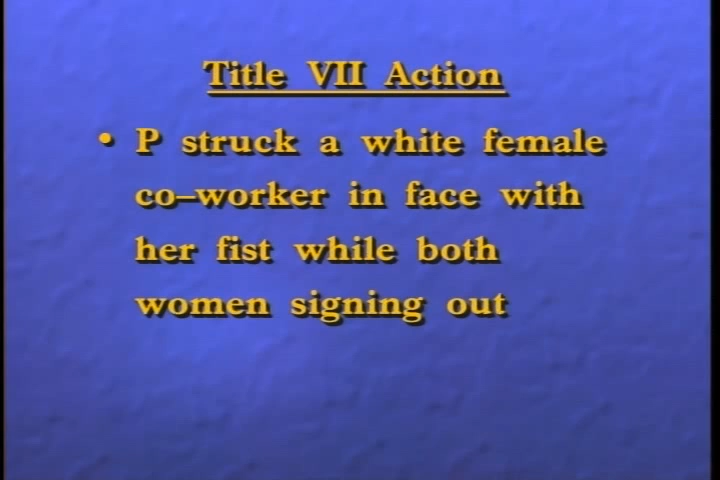 Title VII Action
• P struck a white female
co–worker in face with
her fist while both
women signing out